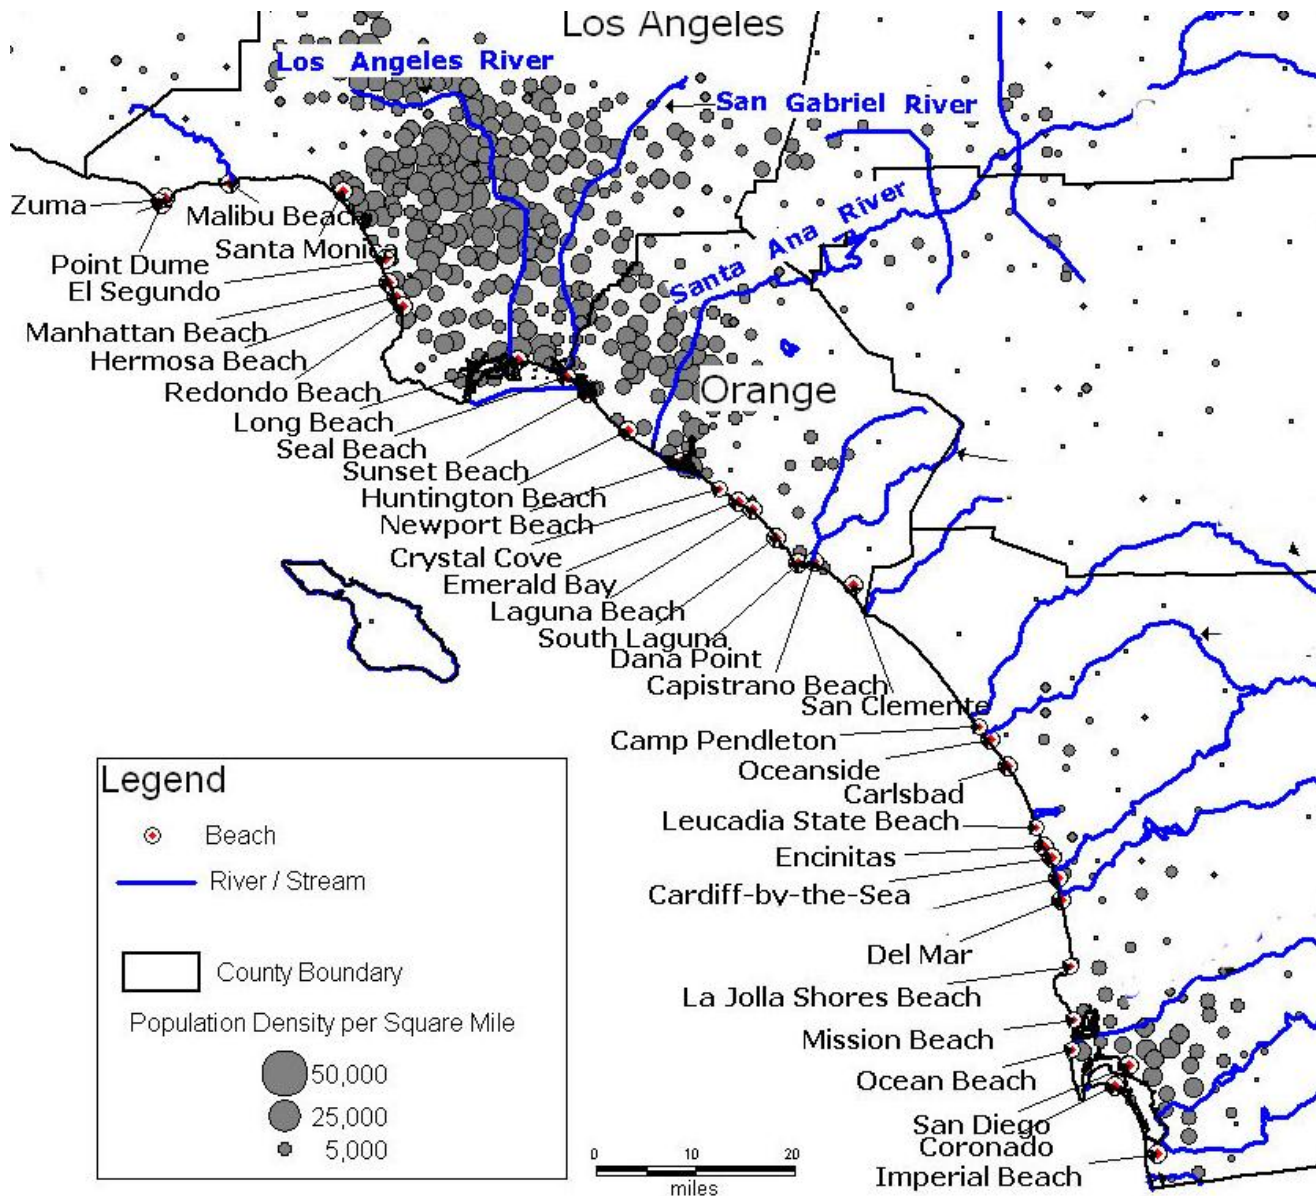 Los Angeles
Los Angeles River
San Gabriel River
Zuma
Malibu Beach
Santa Monica
Santa Ana River
Point Dume
El Segundo
Manhattan Beach
Hermosa Beach
Redondo Beach
Orange
Long Beach
Seal Beach
Sunset Beach
Huntington Beach
Newport Beach
Crystal Cove
Emerald Bay
Laguna Beach
South Laguna
Dana Point
Capistrano Beach
San Clemente
Camp Pendleton
Oceanside
Carlsbad
Leucadia State Beach
Encinitas
Cardiff-by-the-Sea
Del Mar
La Jolla Shores Beach
Mission Beach
Ocean Beach
San Diego
Coronado
Imperial Beach
Legend
Beach
River / Stream
County Boundary
Population Density per Square Mile
50,000
25,000
5,000
0 10 20
miles